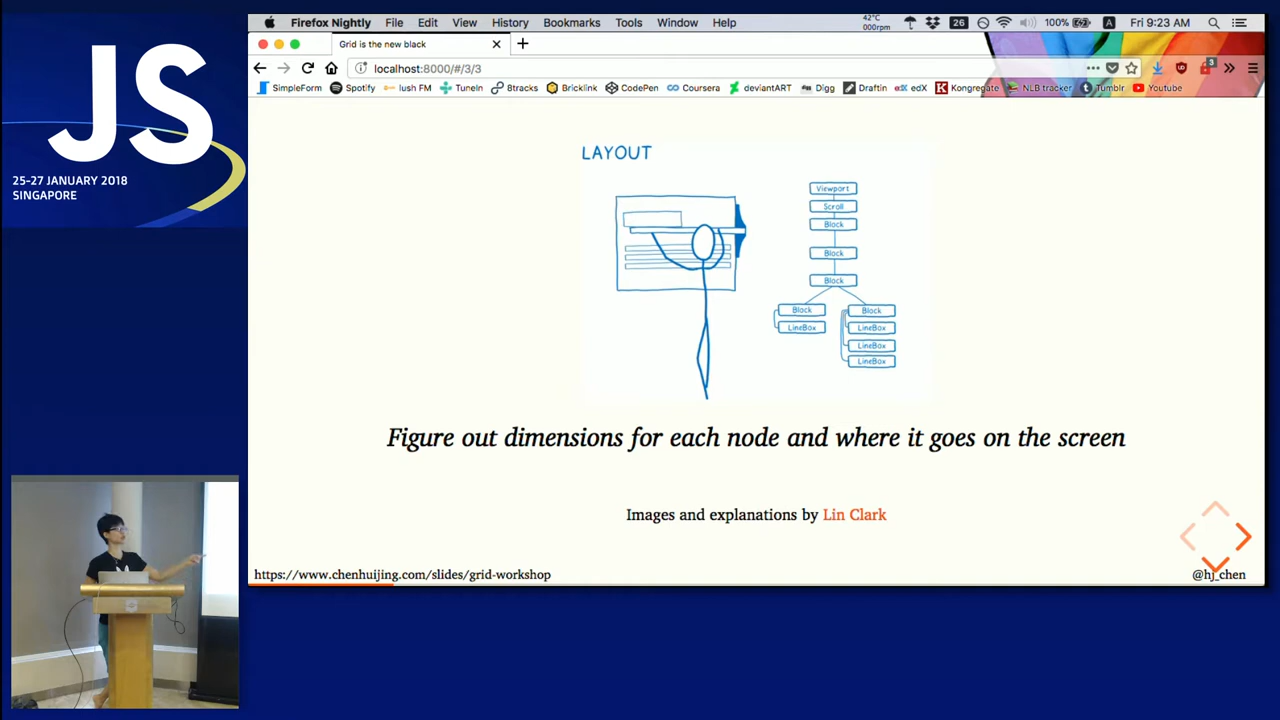 JS
25-27 JANUARY 2018
SINGAPORE
Firefox Nightly File Edit View History Bookmarks Tools Window Help
42°C
000rpm
26
100%
A
Fri 9:23 AM
Grid is the new black
localhost:8000/#/3/3
3
SimpleForm Spotify lush FM TuneIn 8tracks Bricklink CodePen Coursera deviantART Digg Draftin edX Kongregate NLB tracker Tumblr Youtube
LAYOUT
Viewport
Scroll
Block
Block
Block
Block
LineBox
Block
LineBox
LineBox
LineBox
Figure out dimensions for each node and where it goes on the screen
Images and explanations by Lin Clark
https://www.chenhuijing.com/slides/grid-workshop
@hj_chen